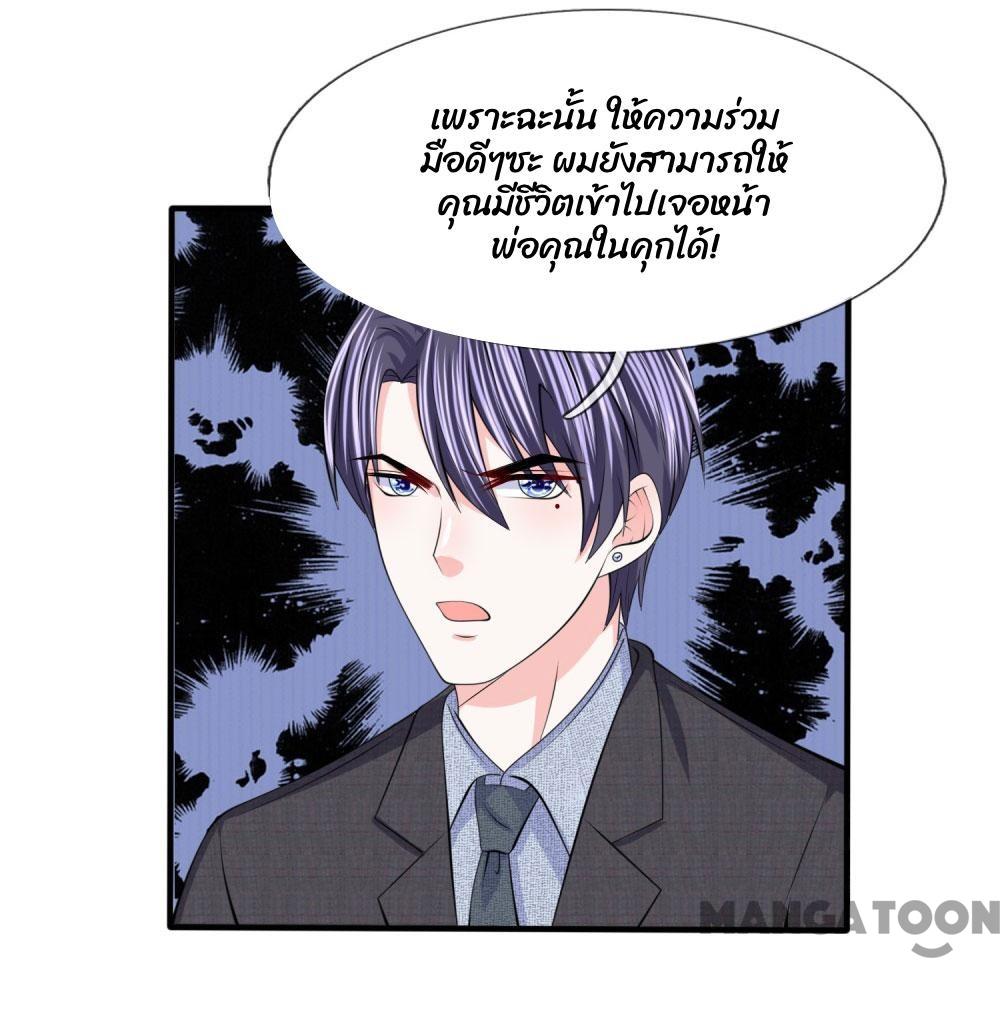 เพราะฉะนั้น ให้ความร่วม
มือดีๆซะ ผมยังสามารถให้
คุณมีชีวิตเข้าไปเจอหน้า
พ่อคุณในคุกได้!
MANGATOON